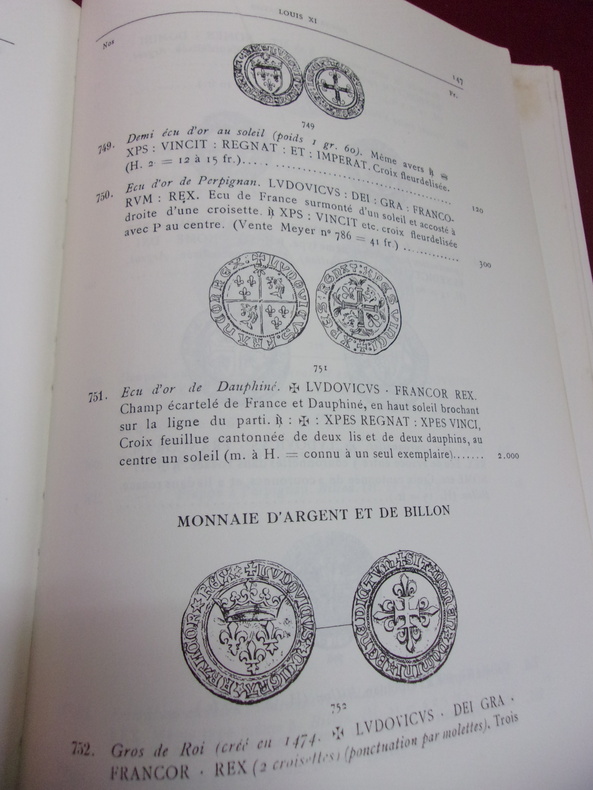 LOUIS XI
147
Nos
Fr.
749
749. Demi écu d'or au soleil (poids 1 gr. 60). Même avers ꝶ
XPS : VINCIT : REGNAT : ET : IMPERAT. Croix fleurdelisée.
(H. 2 = 12 à 15 fr.).... 120
750. Ecu d'or de Perpignan. LVDOVICVS : DEI : GRA : FRANCO-
RVM : REX. Ecu de France surmonté d'un soleil et accosté à
droite d'une croisette. ꝶ XPS : VINCIT etc. croix fleurdelisée
avec P au centre. (Vente Meyer nº 786 = 41 fr.) ............ 300
751
751. Ecu d'or de Dauphiné. ✠ LVDOVICVS · FRANCOR REX.
Champ écartelé de France et Dauphiné, en haut soleil brochant
sur la ligne du parti. ꝶ : ✠ : XPES REGNAT : XPES VINCI,
Croix feuillue cantonnée de deux lis et de deux dauphins, au
centre un soleil (m. à H. = connu à un seul exemplaire)....... 2.000
MONNAIE D'ARGENT ET DE BILLON
752
752. Gros de Roi (créé en 1474. ✠ LVDOVICVS · DEI GRA ·
FRANCOR · REX (2 croisettes) (ponctuation par molettes). Trois